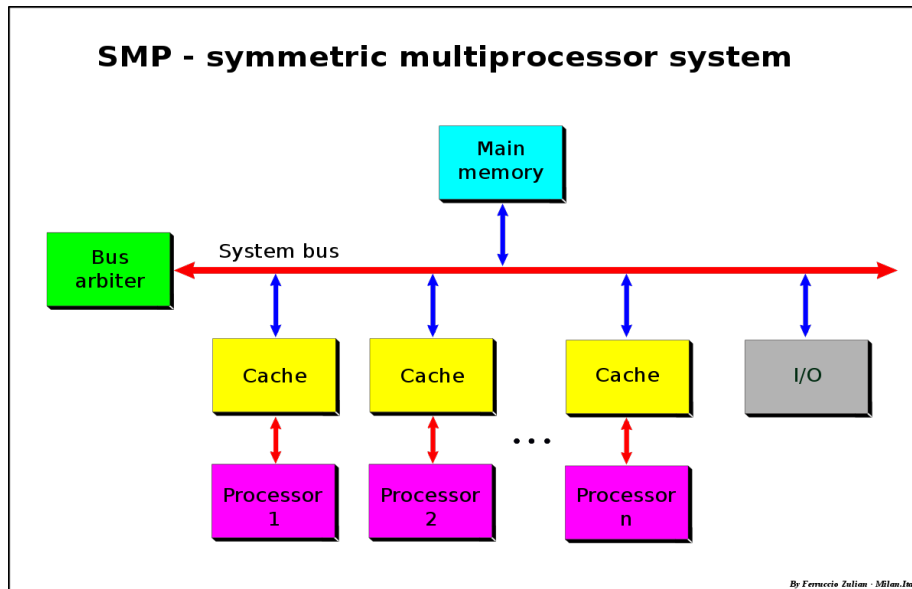 SMP - symmetric multiprocessor system
Main
memory
Bus
arbiter
System bus
Cache
Cache
Cache
I/O
...
Processor
1
Processor
2
Processor
n
By Ferruccio Zulian - Milan.Ita